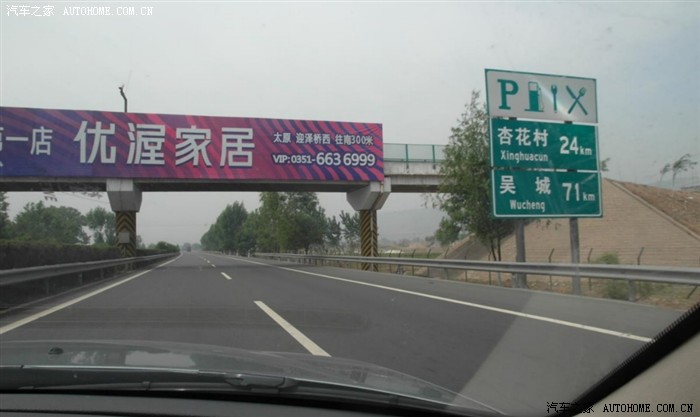 汽车之家 AUTOHOME.COM.CN
一店
优渥家居
太原 迎泽桥西 往南300米
VIP:0351-663 6999
P
杏花村 24km
Xinghuacun
吴城 71km
Wucheng
汽车之家 AUTOHOME.COM.CN